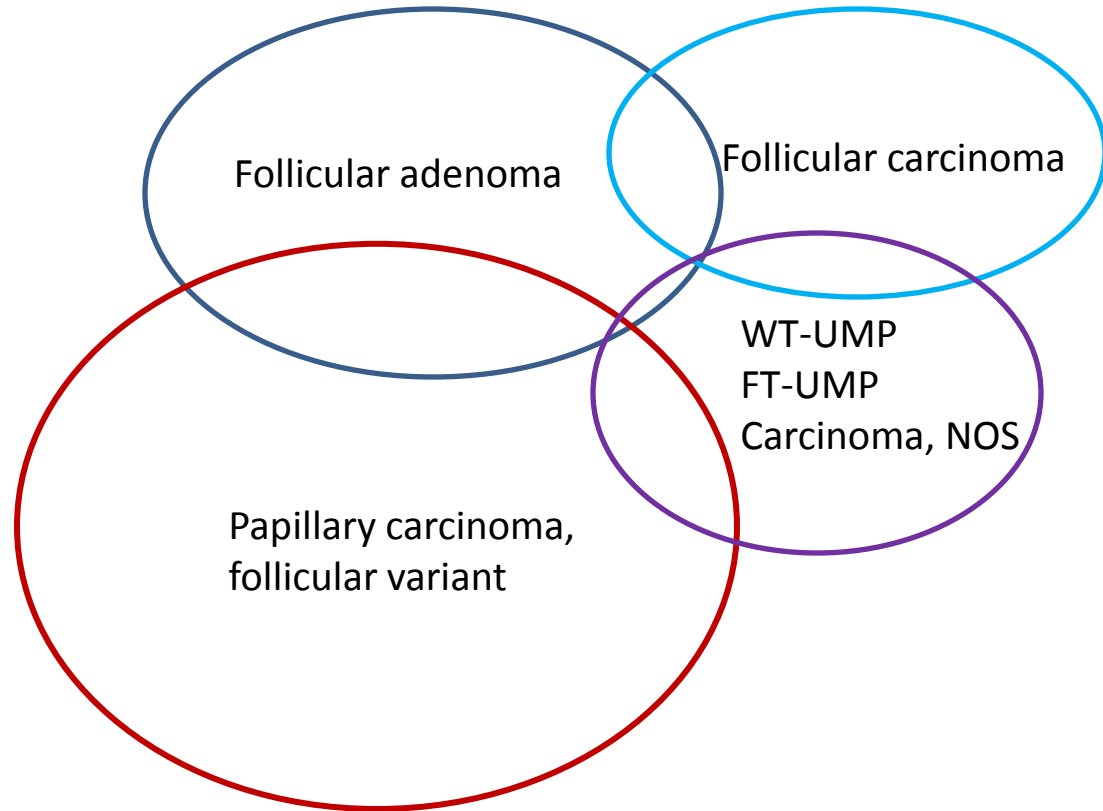 Follicular adenoma
Follicular carcinoma
WT-UMP
FT-UMP
Carcinoma, NOS
Papillary carcinoma,
follicular variant